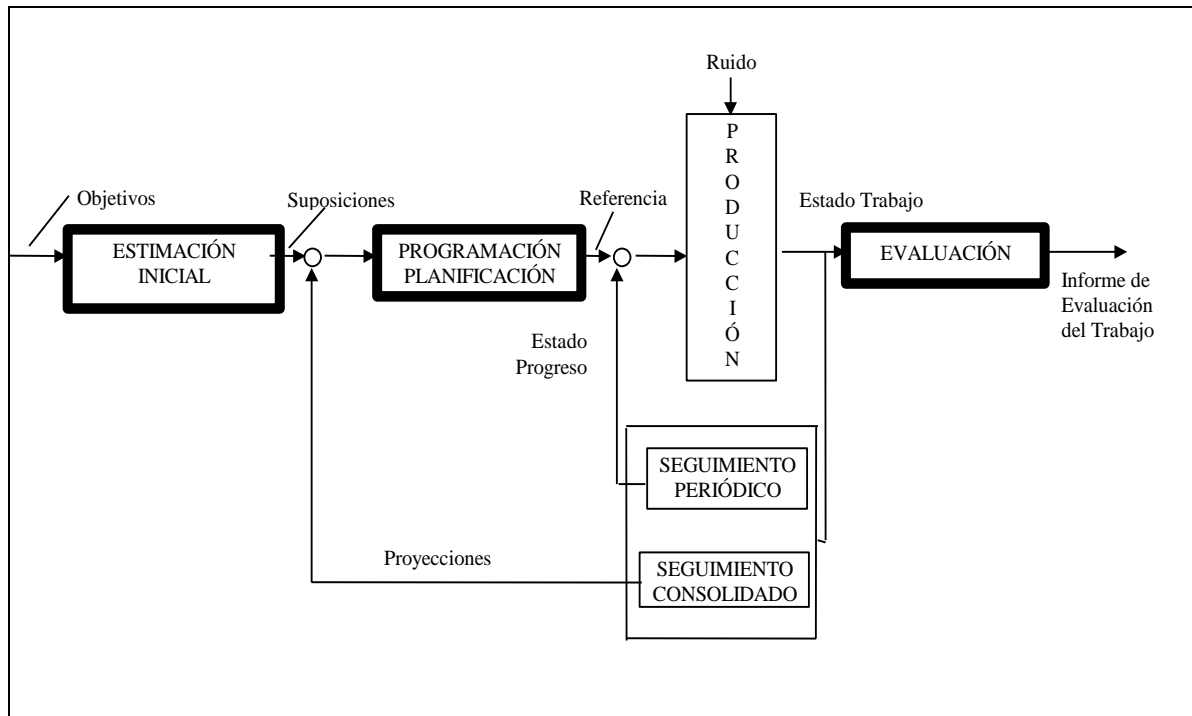 Ruido
PRODUCCIÓN
Objetivos
Suposiciones
Referencia
Estado Trabajo
ESTIMACIÓN
INICIAL
PROGRAMACIÓN
PLANIFICACIÓN
EVALUACIÓN
Informe de
Evaluación
del Trabajo
Estado
Progreso
SEGUIMIENTO
PERIÓDICO
Proyecciones
SEGUIMIENTO
CONSOLIDADO